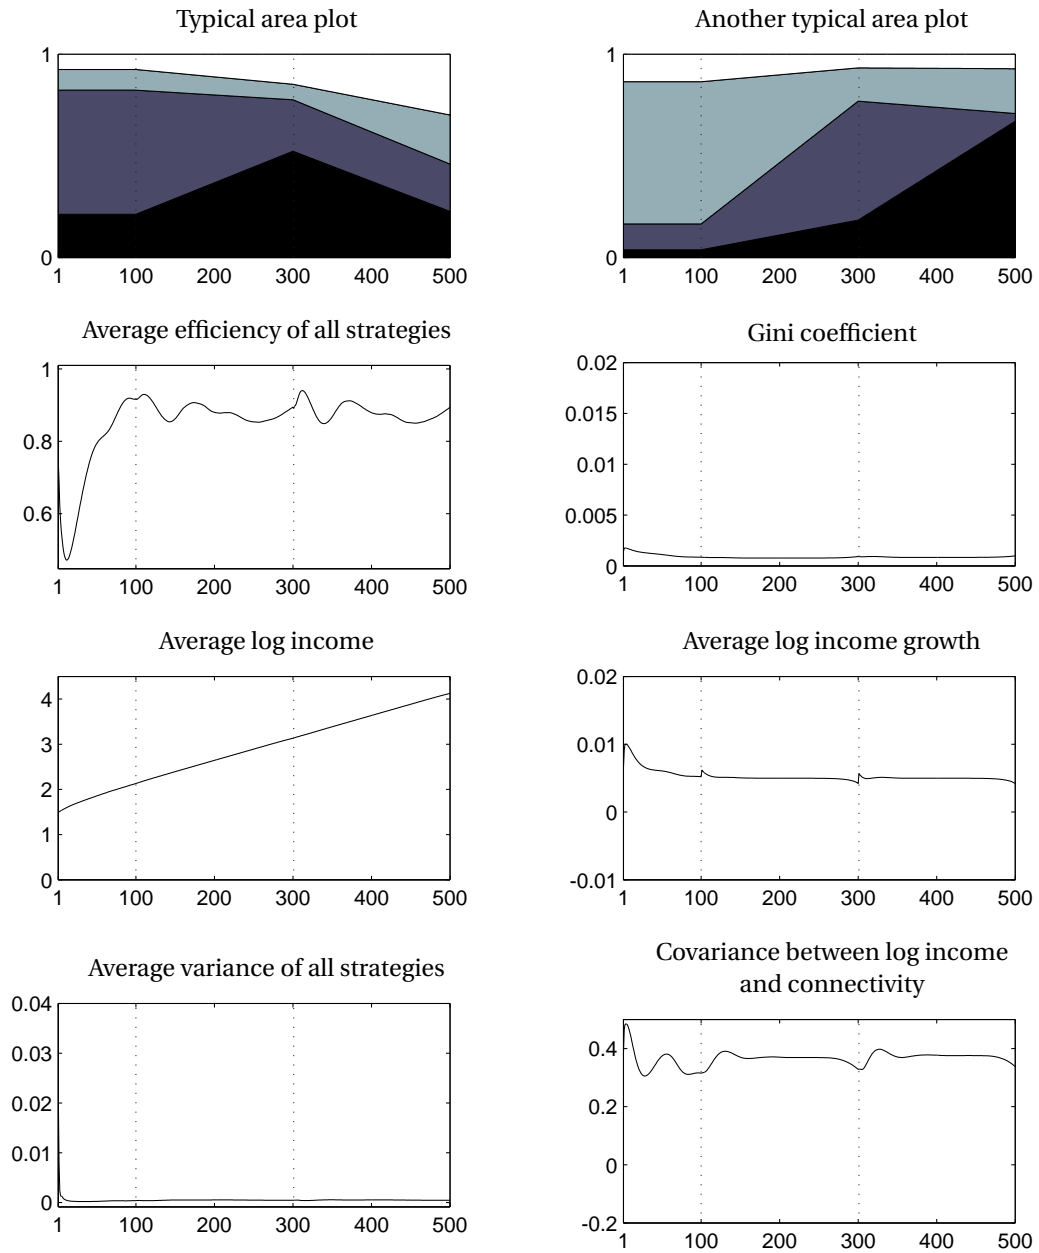 Typical area plot
1
0
1 100 200 300 400 500
Another typical area plot
1
0
1 100 200 300 400 500
Average efficiency of all strategies
1
0.8
0.6
1 100 200 300 400 500
Gini coefficient
0.02
0.015
0.01
0.005
0
1 100 200 300 400 500
Average log income
4
3
2
1
0
1 100 200 300 400 500
Average log income growth
0.02
0.01
0
-0.01
1 100 200 300 400 500
Average variance of all strategies
0.04
0.03
0.02
0.01
0
1 100 200 300 400 500
Covariance between log income
and connectivity
0.4
0.2
0
-0.2
1 100 200 300 400 500